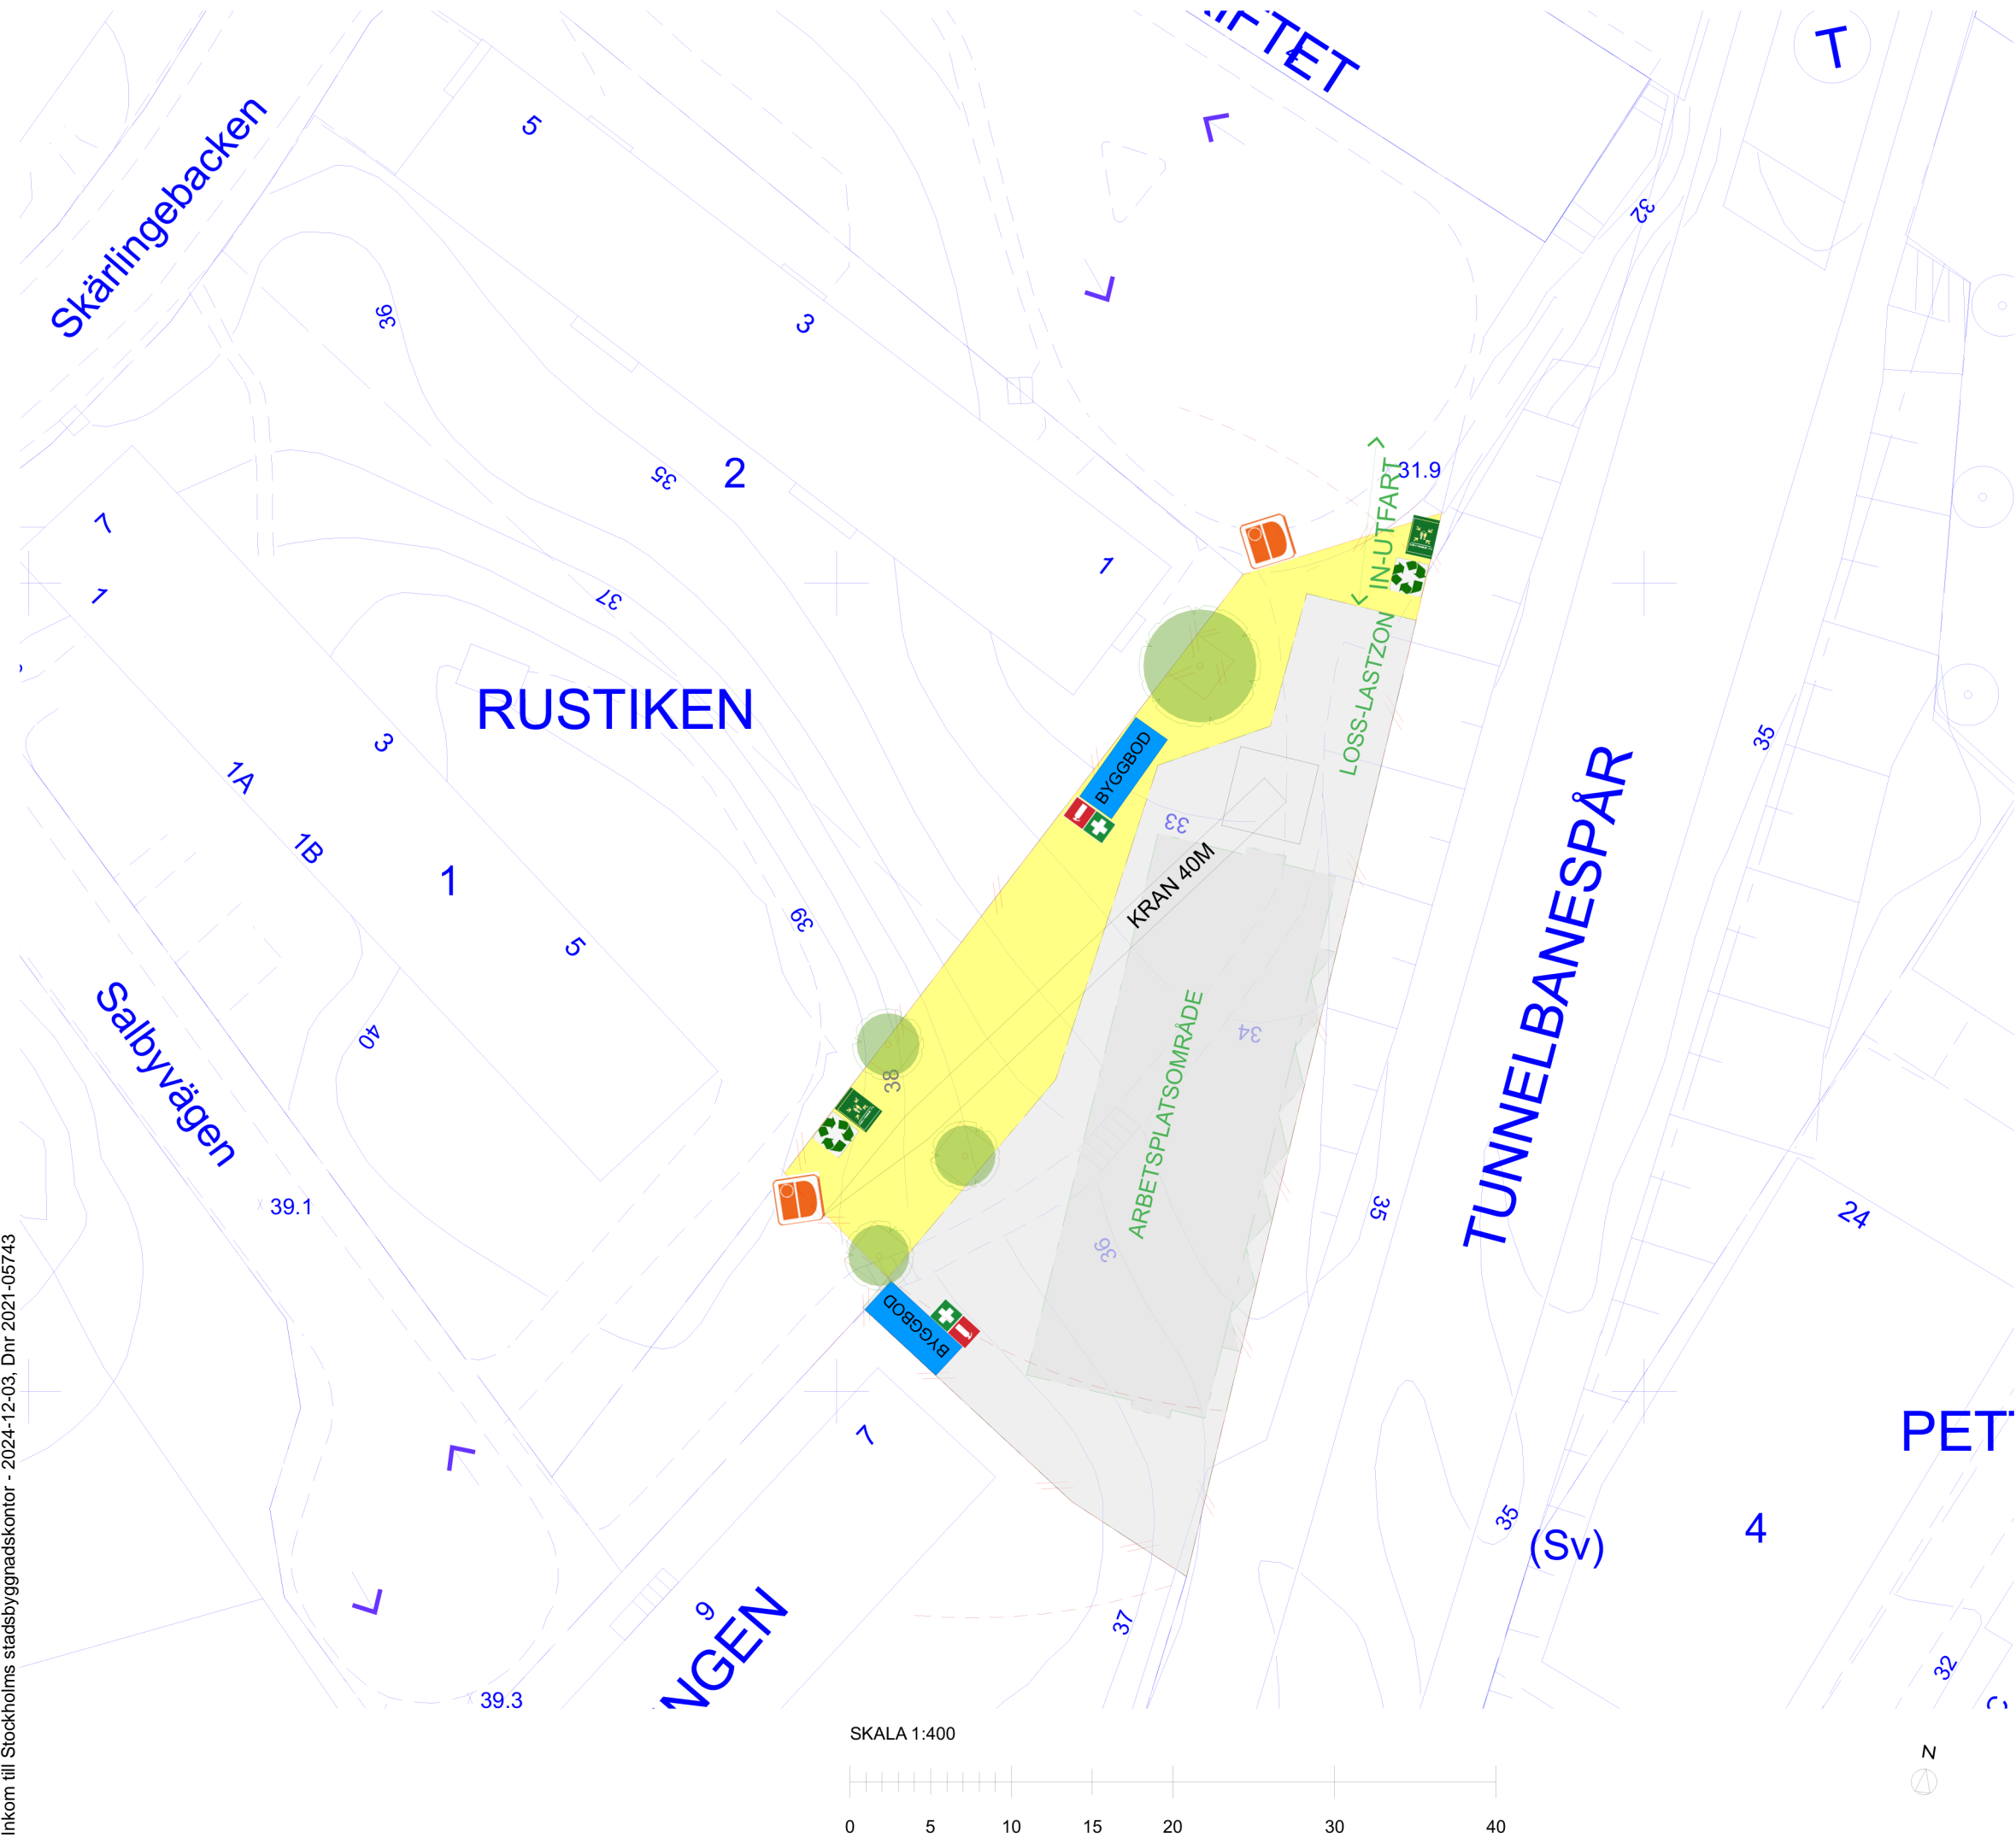 IFTET
4
T
Skärlingebacken
5
32
36
3
2
35
31.9
IN-UTFART
7
1
1
37
LOSS-LASTZON
RUSTIKEN
3
BYGGBOD
35
1A
33
1B
KRAN 40M
1
39
5
TUNNELBANESPÅR
Salbyvägen
40
34
38
ARBETSPLATSOMRÅDE
39.1
36
35
24
BYGGBOD
7
PET
35
4
(Sv)
9
NGEN
37
32
39.3
SKALA 1:400
N
0 5 10 15 20 30 40
Inkom till Stockholms stadsbyggnadskontor - 2024-12-03, Dnr 2021-05743